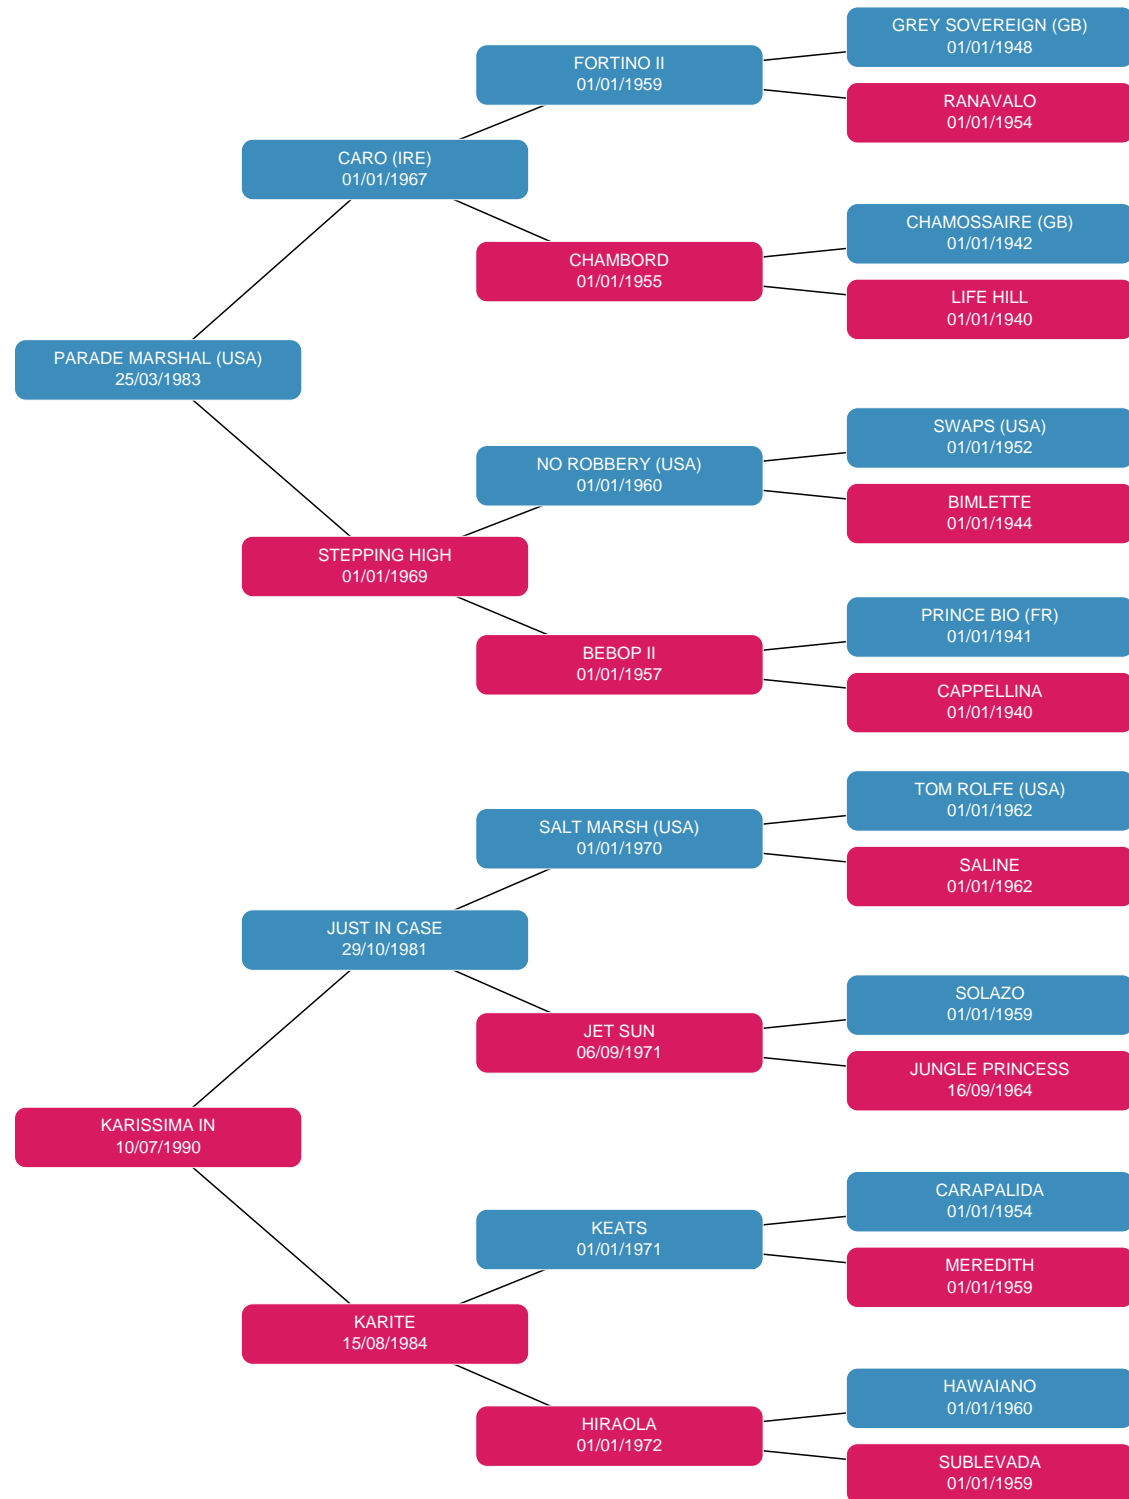 GREY SOVEREIGN (GB)
01/01/1948
FORTINO II
01/01/1959
RANAVALO
01/01/1954
CARO (IRE)
01/01/1967
CHAMOSSAIRE (GB)
01/01/1942
CHAMBORD
01/01/1955
LIFE HILL
01/01/1940
PARADE MARSHAL (USA)
25/03/1983
SWAPS (USA)
01/01/1952
NO ROBBERY (USA)
01/01/1960
BIMLETTE
01/01/1944
STEPPING HIGH
01/01/1969
PRINCE BIO (FR)
01/01/1941
BEBOP II
01/01/1957
CAPPELLINA
01/01/1940
TOM ROLFE (USA)
01/01/1962
SALT MARSH (USA)
01/01/1970
SALINE
01/01/1962
JUST IN CASE
29/10/1981
SOLAZO
01/01/1959
JET SUN
06/09/1971
JUNGLE PRINCESS
16/09/1964
KARISSIMA IN
10/07/1990
CARAPALIDA
01/01/1954
KEATS
01/01/1971
MEREDITH
01/01/1959
KARITE
15/08/1984
HAWAIANO
01/01/1960
HIRAOLA
01/01/1972
SUBLEVADA
01/01/1959